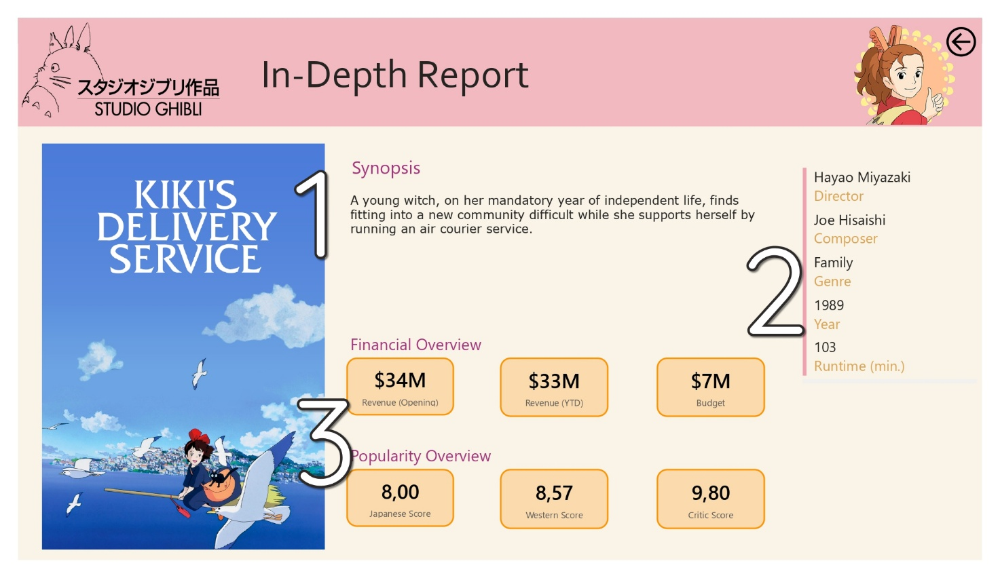 スタジオジブリ作品
STUDIO GHIBLI
In-Depth Report
KIKI'S
DELIVERY
SERVICE
1
Synopsis
A young witch, on her mandatory year of independent life, finds
fitting into a new community difficult while she supports herself by
running an air courier service.
2
Hayao Miyazaki
Director
Joe Hisaishi
Composer
Family
Genre
1989
Year
103
Runtime (min.)
3
Financial Overview
$34M
Revenue (Opening)
$33M
Revenue (YTD)
$7M
Budget
Popularity Overview
8,00
Japanese Score
8,57
Western Score
9,80
Critic Score